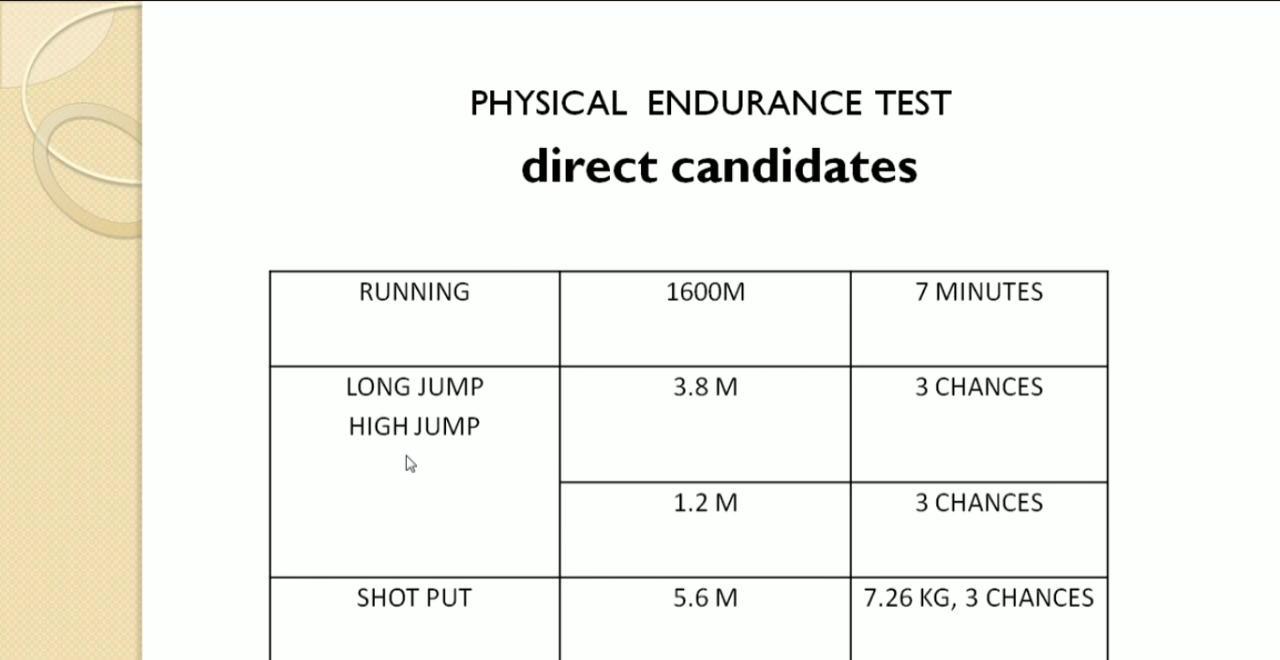 PHYSICAL ENDURANCE TEST
direct candidates
RUNNING 1600M 7 MINUTES
LONG JUMP 3.8 M 3 CHANCES
HIGH JUMP
1.2 M 3 CHANCES
SHOT PUT 5.6 M 7.26 KG, 3 CHANCES